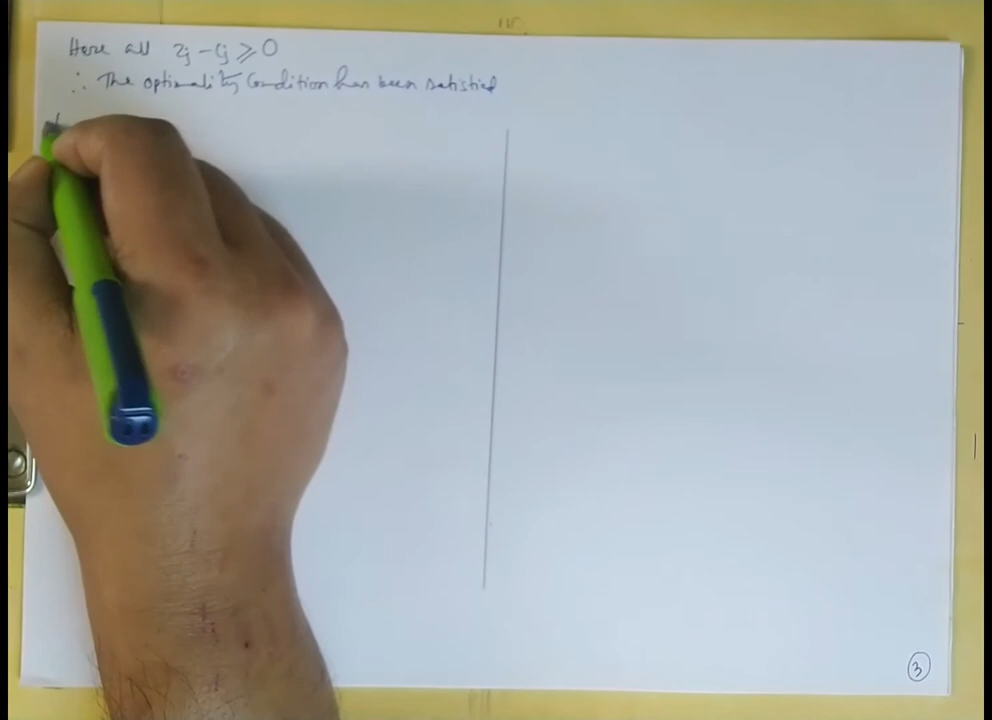 Here all Zj - Cj ≥ 0
∴ The optimality Condition has been satisfied
3